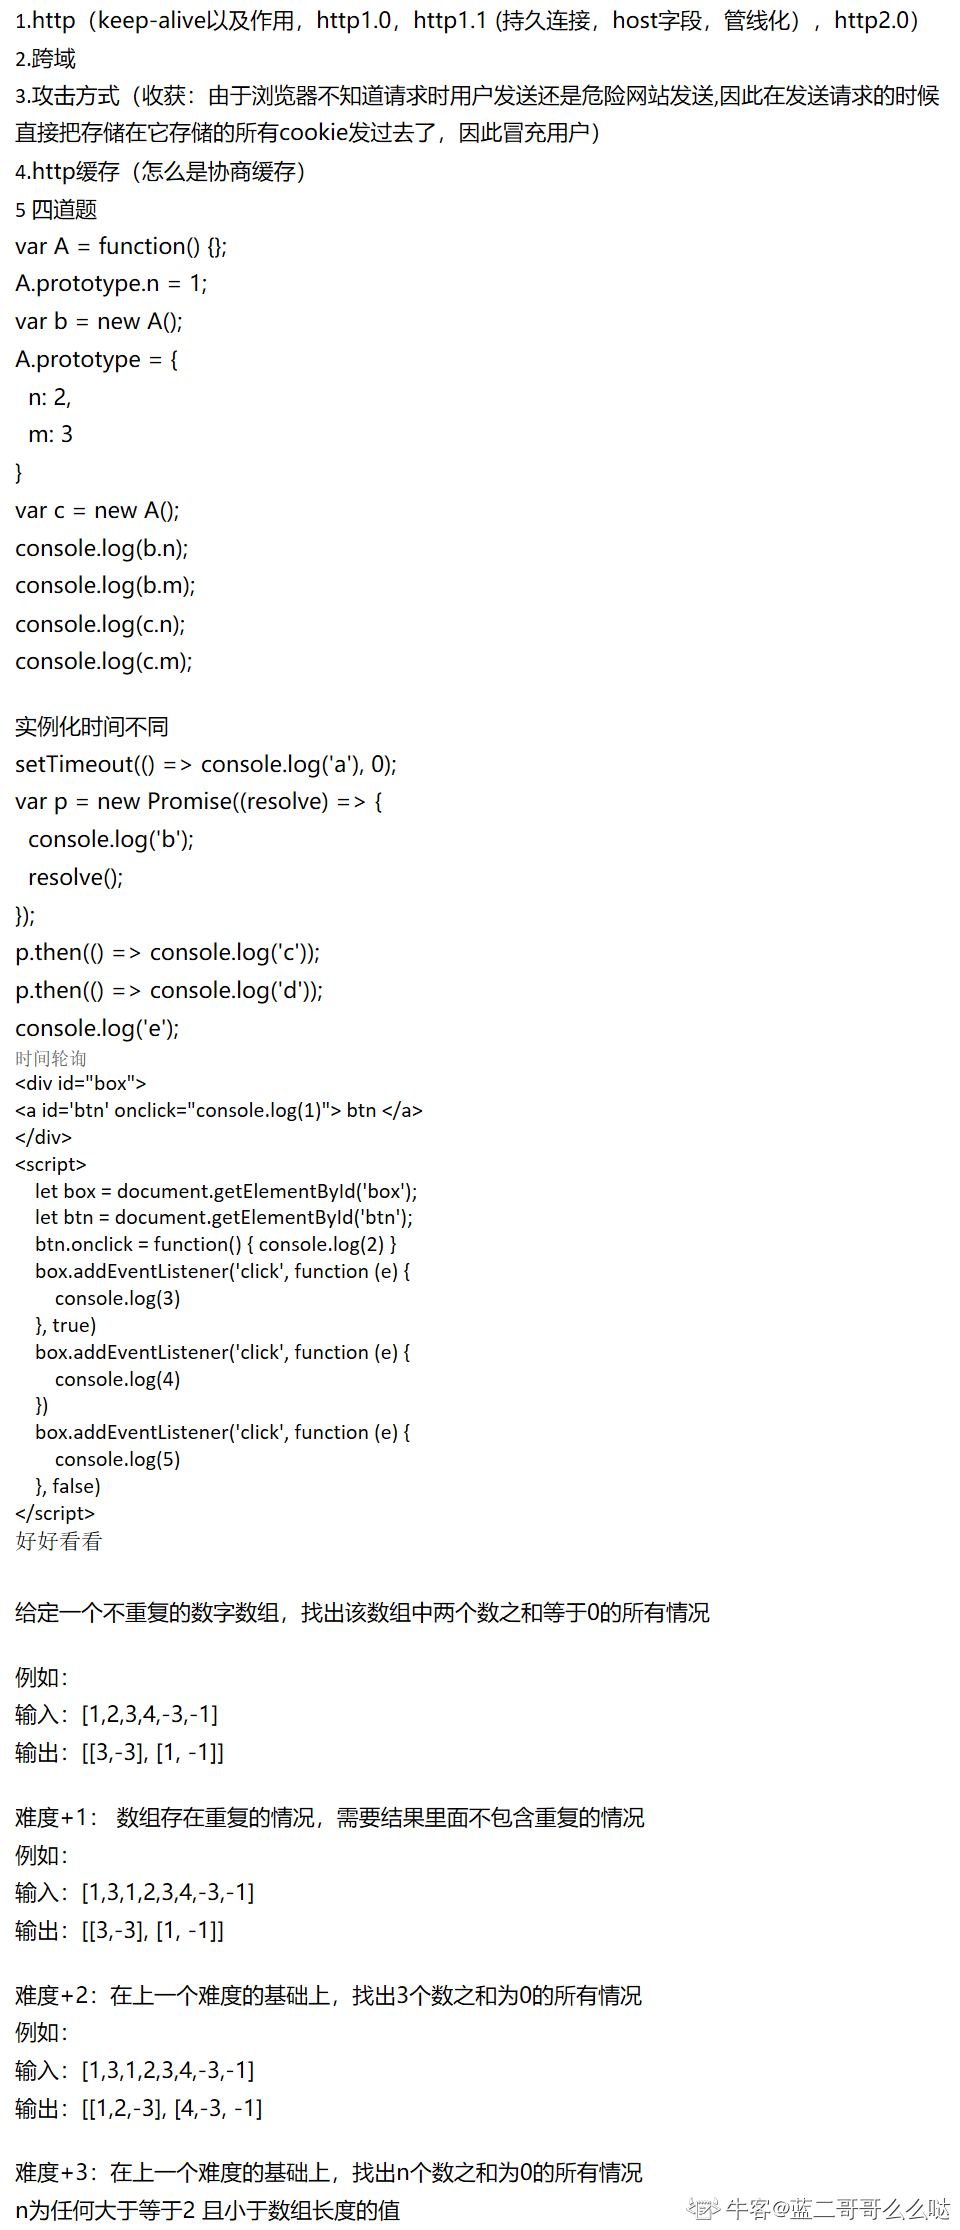 1.http（keep-alive以及作用，http1.0，http1.1 (持久连接，host字段，管线化），http2.0）
2.跨域
3.攻击方式（收获：由于浏览器不知道请求时用户发送还是危险网站发送,因此在发送请求的时候
直接把存储在它存储的所有cookie发过去了，因此冒充用户）
4.http缓存（怎么是协商缓存）
5 四道题
var A = function() {};
A.prototype.n = 1;
var b = new A();
A.prototype = {
n: 2,
m: 3
}
var c = new A();
console.log(b.n);
console.log(b.m);
console.log(c.n);
console.log(c.m);
实例化时间不同
setTimeout(() => console.log('a'), 0);
var p = new Promise((resolve) => {
console.log('b');
resolve();
});
p.then(() => console.log('c'));
p.then(() => console.log('d'));
console.log('e');
时间轮询
<div id="box">
<a id='btn' onclick="console.log(1)"> btn </a>
</div>
<script>
let box = document.getElementById('box');
let btn = document.getElementById('btn');
btn.onclick = function() { console.log(2) }
box.addEventListener('click', function (e) {
console.log(3)
}, true)
box.addEventListener('click', function (e) {
console.log(4)
})
box.addEventListener('click', function (e) {
console.log(5)
}, false)
</script>
好好看看
给定一个不重复的数字数组，找出该数组中两个数之和等于0的所有情况
例如：
输入：[1,2,3,4,-3,-1]
输出：[[3,-3], [1, -1]]
难度+1： 数组存在重复的情况，需要结果里面不包含重复的情况
例如：
输入：[1,3,1,2,3,4,-3,-1]
输出：[[3,-3], [1, -1]]
难度+2：在上一个难度的基础上，找出3个数之和为0的所有情况
例如：
输入：[1,3,1,2,3,4,-3,-1]
输出：[[1,2,-3], [4,-3, -1]
难度+3：在上一个难度的基础上，找出n个数之和为0的所有情况
n为任何大于等于2 且小于数组长度的值
牛客@蓝二哥哥么么哒